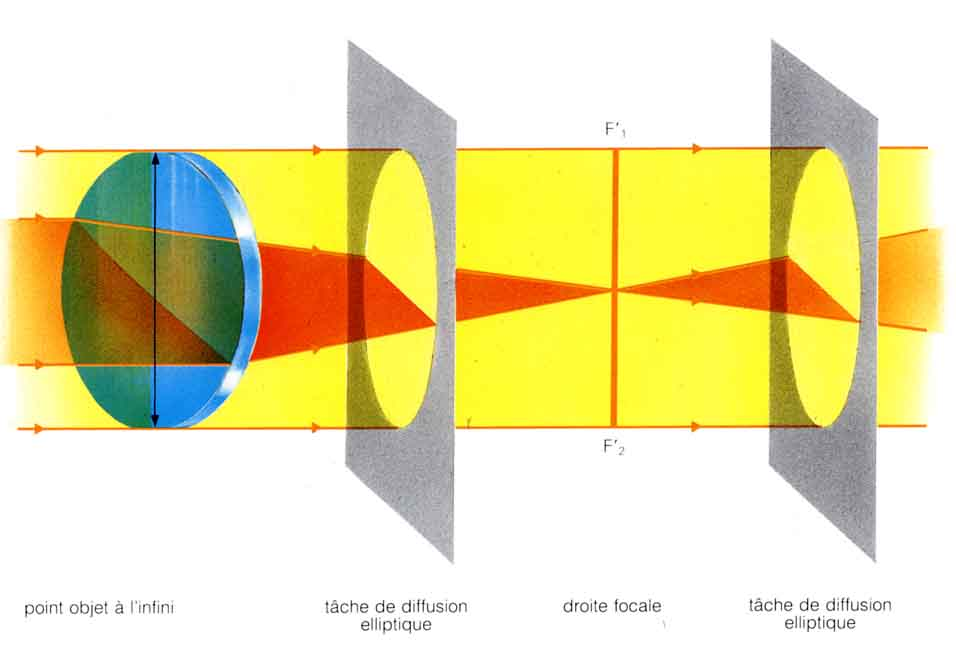 F'₁
F'₂
point objet à l'infini
tâche de diffusion
elliptique
droite focale
tâche de diffusion
elliptique